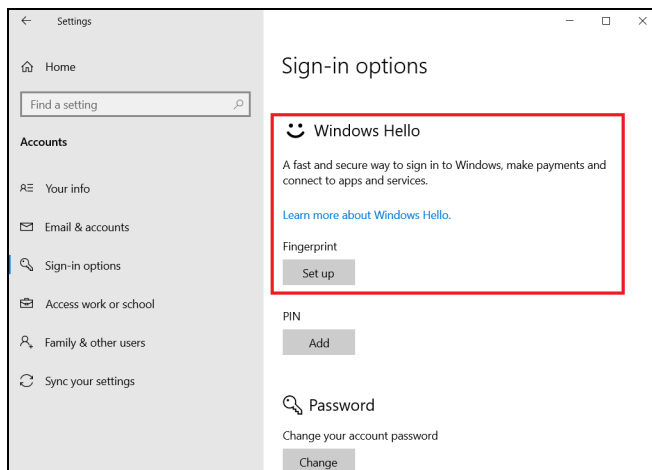 Settings
Home
Find a setting
Accounts
Your info
Email & accounts
Sign-in options
Access work or school
Family & other users
Sync your settings
Sign-in options
Windows Hello
A fast and secure way to sign in to Windows, make payments and
connect to apps and services.
Learn more about Windows Hello.
Fingerprint
Set up
PIN
Add
Password
Change your account password
Change